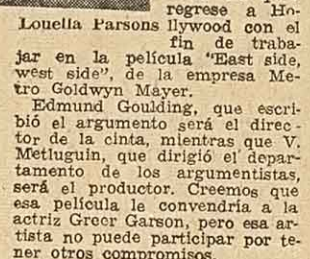 regrese a Ho-
Louella Parsons llywood con el
fin de traba-
jar en la película "East side,
west side", de la empresa Me-
tro Goldwyn Mayer.
Edmund Goulding, que escri-
bió el argumento será el direc-
tor de la cinta, mientras que V.
Metluguin, que dirigió el depar-
tamento de los argumentistas,
será el productor. Creemos que
esa película le convendría a la
actriz Greer Garson, pero esa ar-
tista no puede participar por te-
ner otros compromisos.